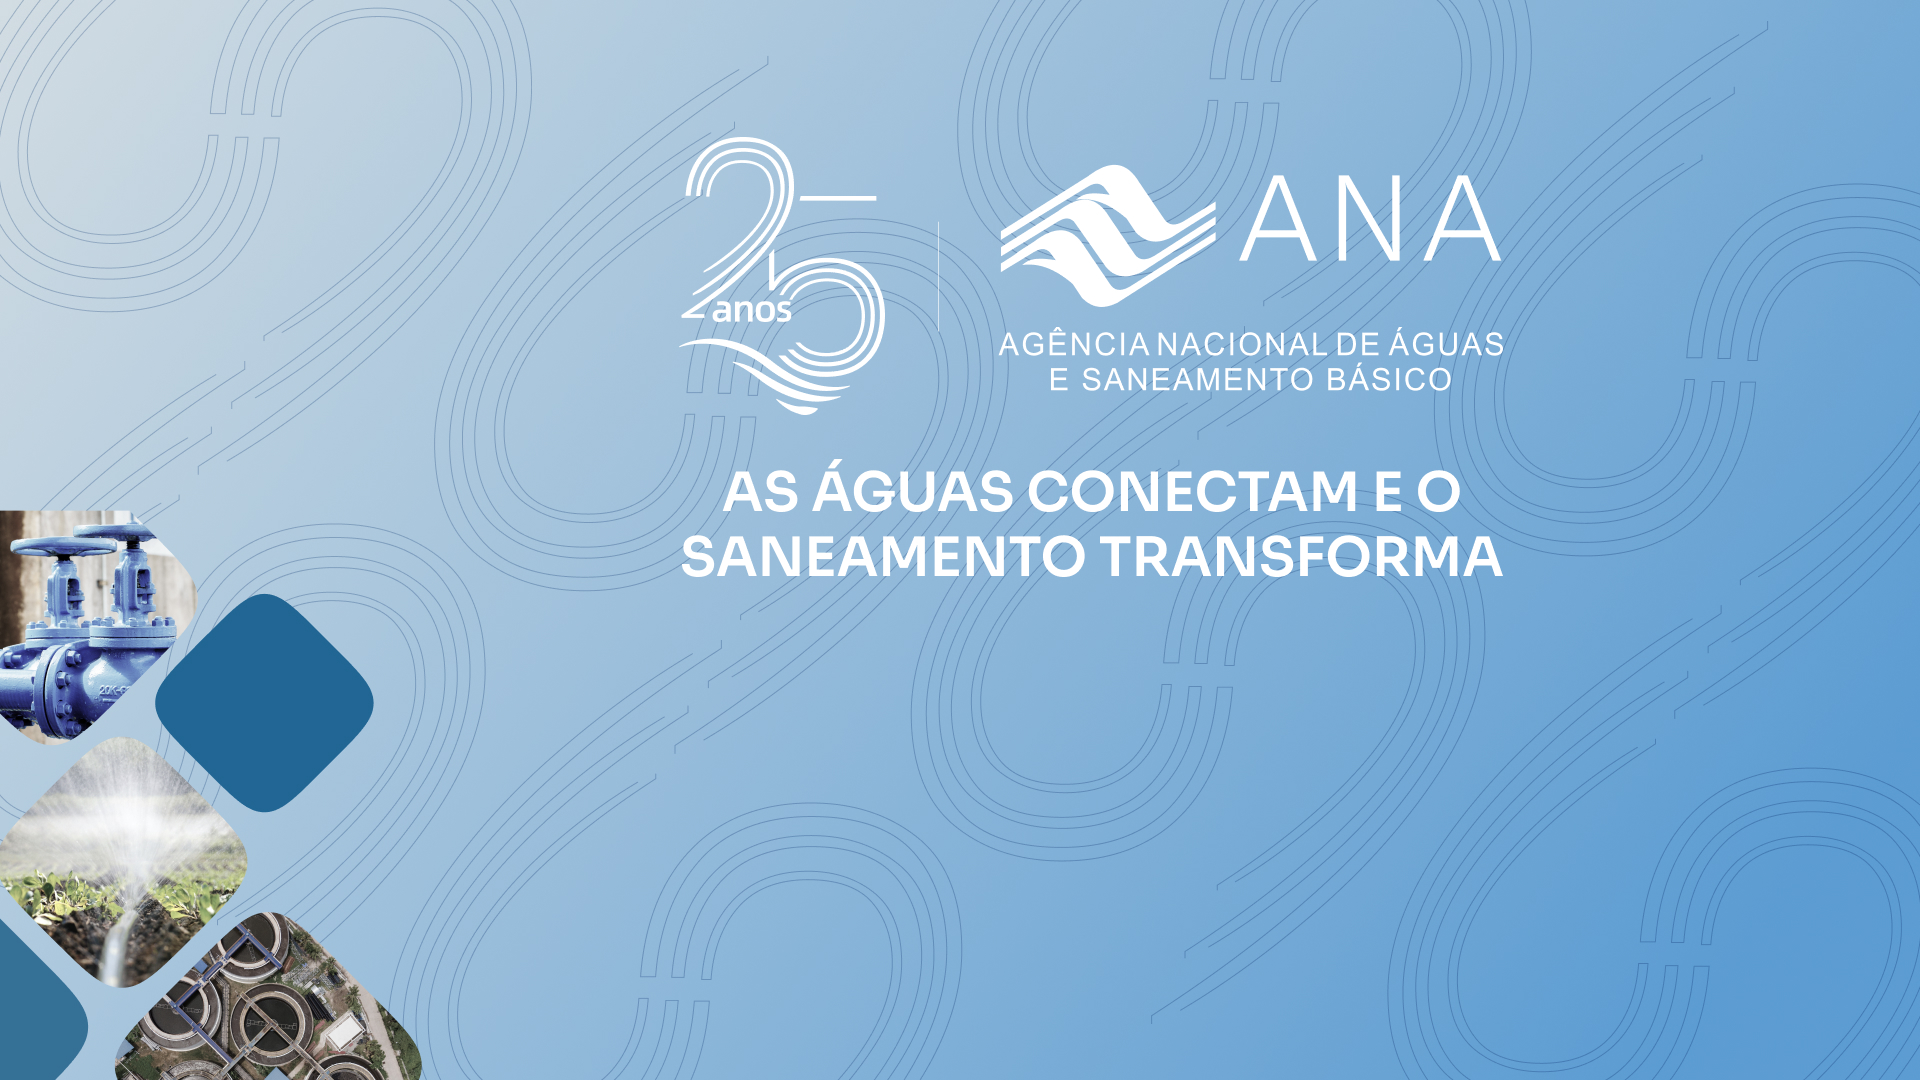 25
anos
ANA
AGÊNCIA NACIONAL DE ÁGUAS
E SANEAMENTO BÁSICO
AS ÁGUAS CONECTAM E O
SANEAMENTO TRANSFORMA